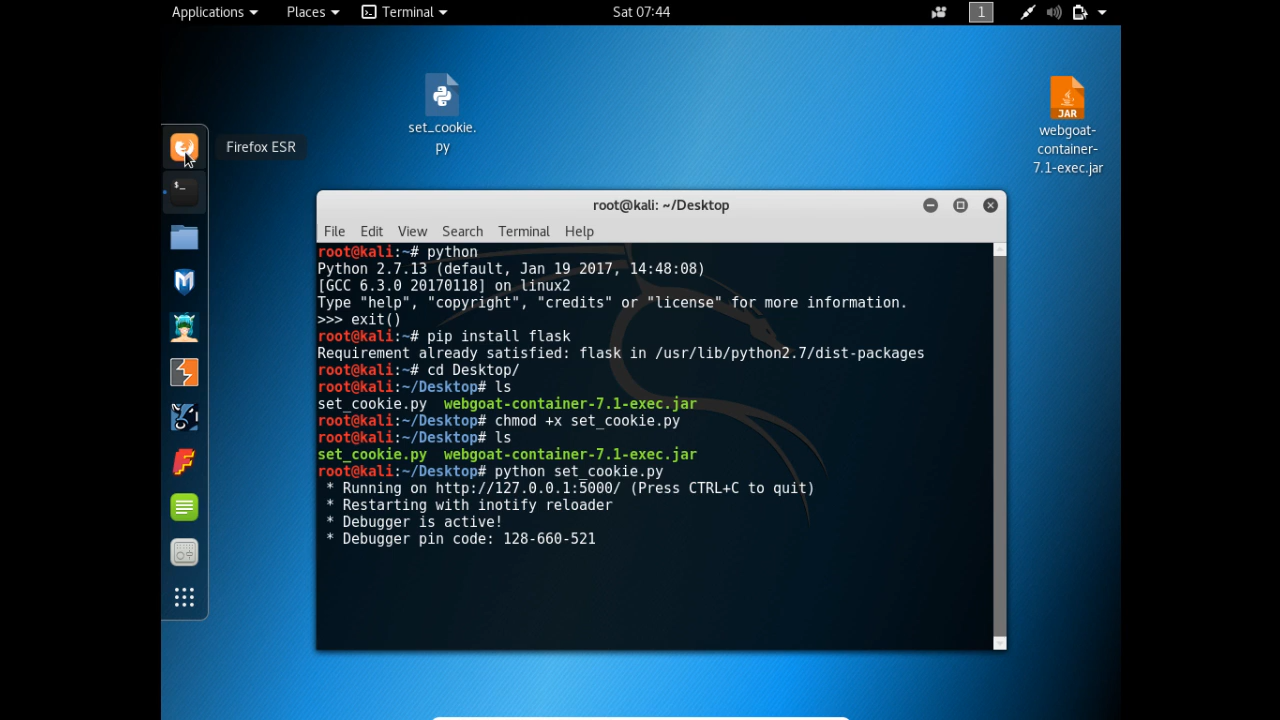 Applications Places Terminal Sat 07:44 1
set_cookie.
py
JAR
webgoat-
container-
7.1-exec.jar
Firefox ESR
$_
root@kali: ~/Desktop
File Edit View Search Terminal Help
root@kali:~# python
Python 2.7.13 (default, Jan 19 2017, 14:48:08)
[GCC 6.3.0 20170118] on linux2
Type "help", "copyright", "credits" or "license" for more information.
>>> exit()
root@kali:~# pip install flask
Requirement already satisfied: flask in /usr/lib/python2.7/dist-packages
root@kali:~# cd Desktop/
root@kali:~/Desktop# ls
set_cookie.py  webgoat-container-7.1-exec.jar
root@kali:~/Desktop# chmod +x set_cookie.py
root@kali:~/Desktop# ls
set_cookie.py  webgoat-container-7.1-exec.jar
root@kali:~/Desktop# python set_cookie.py
 * Running on http://127.0.0.1:5000/ (Press CTRL+C to quit)
 * Restarting with inotify reloader
 * Debugger is active!
 * Debugger pin code: 128-660-521